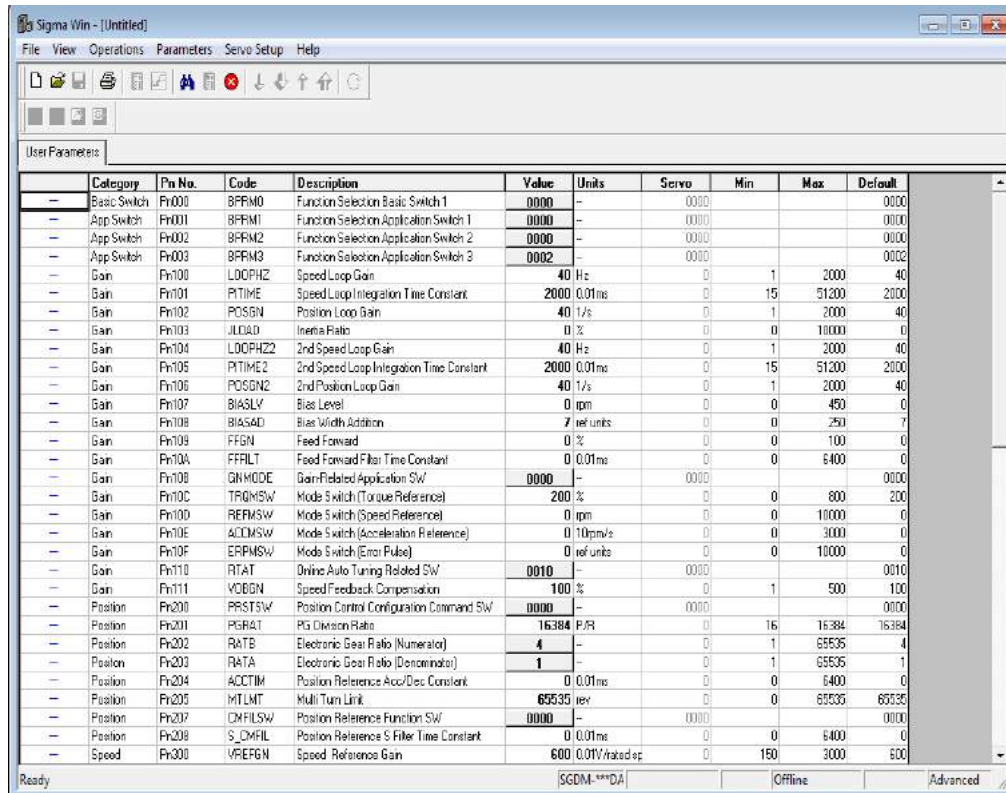 Sigma Win - [Untitled]
File View Operations Parameters Servo Setup Help
User Parameters
Category Pn No. Code Description Value Units Servo Min Max Default
— Basic Switch Pn000 BPRM0 Function Selection Basic Switch 1 0000 -- 0000 0000
— App Switch Pn001 BPRM1 Function Selection Application Switch 1 0000 -- 0000 0000
— App Switch Pn002 BPRM2 Function Selection Application Switch 2 0000 -- 0000 0000
— App Switch Pn003 BPRM3 Function Selection Application Switch 3 0002 -- 0000 0002
— Gain Pn100 LOOPHZ Speed Loop Gain 40 Hz 0 1 2000 40
— Gain Pn101 PITIME Speed Loop Integration Time Constant 2000 0.01ms 0 15 51200 2000
— Gain Pn102 POSGN Position Loop Gain 40 1/s 0 1 2000 40
— Gain Pn103 JLOAD Inertia Ratio 0 % 0 0 10000 0
— Gain Pn104 LOOPHZ2 2nd Speed Loop Gain 40 Hz 0 1 2000 40
— Gain Pn105 PITIME2 2nd Speed Loop Integration Time Constant 2000 0.01ms 0 15 51200 2000
— Gain Pn106 POSGN2 2nd Position Loop Gain 40 1/s 0 1 2000 40
— Gain Pn107 BIASLV Bias Level 0 rpm 0 0 450 0
— Gain Pn108 BIASAD Bias Width Addition 7 ref units 0 0 250 7
— Gain Pn109 FFGN Feed Forward 0 % 0 0 100 0
— Gain Pn10A FFFILT Feed Forward Filter Time Constant 0 0.01ms 0 0 6400 0
— Gain Pn10B GNMODE Gain-Related Application SW 0000 -- 0000 0000
— Gain Pn10C TRQMSW Mode Switch (Torque Reference) 200 % 0 0 800 200
— Gain Pn10D REFMSW Mode Switch (Speed Reference) 0 rpm 0 0 10000 0
— Gain Pn10E ACCMSW Mode Switch (Acceleration Reference) 0 10rpm/s 0 0 3000 0
— Gain Pn10F ERPMSW Mode Switch (Error Pulse) 0 ref units 0 0 10000 0
— Gain Pn110 RTAT Online Auto Tuning Related SW 0010 -- 0000 0010
— Gain Pn111 VOBGN Speed Feedback Compensation 100 % 0 1 500 100
— Position Pn200 PRSTSW Position Control Configuration Command SW 0000 -- 0000 0000
— Position Pn201 PGRAT PG Division Ratio 16384 P/R 0 16 16384 16384
— Position Pn202 RATB Electronic Gear Ratio (Numerator) 4 -- 0 1 65535 4
— Positon Pn203 RATA Electronic Gear Ratio (Denominator) 1 -- 0 1 65535 1
— Position Pn204 ACCTIM Position Reference Acc/Dec Constant 0 0.01ms 0 0 6400 0
— Position Pn205 MTLMT Multi Turn Limit 65535 rev 0 0 65535 65535
— Position Pn207 CMFILSW Position Reference Function SW 0000 -- 0000 0000
— Position Pn208 S_CMFIL Position Reference S Filter Time Constant 0 0.01ms 0 0 6400 0
— Speed Pn300 VREFGN Speed Reference Gain 600 0.01V/rated sp 0 150 3000 600
Ready SGDM-***DA Offline Advanced